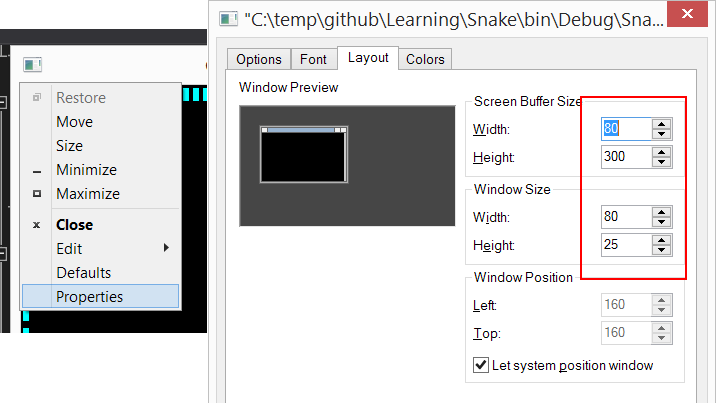 Restore
Move
Size
Minimize
Maximize
Close
Edit
Defaults
Properties
"C:\temp\github\Learning\Snake\bin\Debug\Sna...
Options Font Layout Colors
Window Preview
Screen Buffer Size
Width: 80
Height: 300
Window Size
Width: 80
Height: 25
Window Position
Left: 160
Top: 160
Let system position window